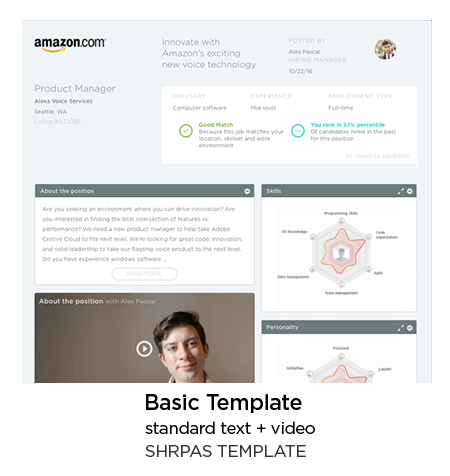 amazon.com
Innovate with
Amazon's exciting
new voice technology
POSTED BY
Alex Pascal
HIRING MANAGER
10/22/16
Product Manager
Alexa Voice Services
Seattle, WA
Listing #AZ2285
INDUSTRY EXPERIENCE EMPLOYMENT TYPE:
Computer software Mid-level Full-time
Good Match
Because this job matches your
location, skillset and work
environment
You rank in 53% percentile
Of candidates hired in the past
for this position
As shown to candidate
About the position
Are you seeking an environment where you can drive innovation? Are
you interested in finding the best intersection of features vs.
performance? We need a new product manager to help take Adobe
Cretive Cloud to hte next level. We're looking for great code, innovation,
and solid leadership to take our flagship voice product to the next level.
Do you have experience windows software ...
READ MORE
Skills
Programming Skills
UX Knowledge
Code
organization
Data management
Agile
Team management
About the position with Alex Pascal
Personality
Focused
Initiative
Leader
Basic Template
standard text + video
SHRPAS TEMPLATE